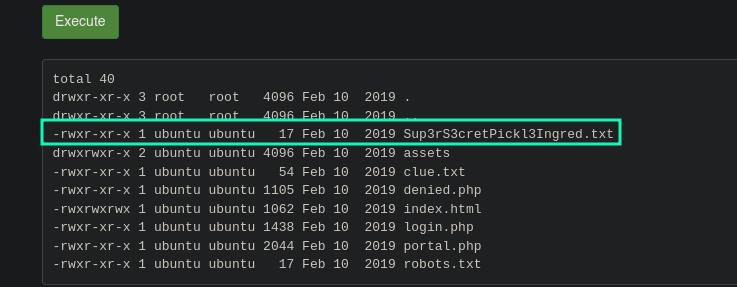 Execute
total 40
drwxr-xr-x 3 root   root   4096 Feb 10  2019 .
drwxr-xr-x 3 root   root   4096 Feb 10  2019 ..
-rwxr-xr-x 1 ubuntu ubuntu   17 Feb 10  2019 Sup3rS3cretPickl3Ingred.txt
drwxrwxr-x 2 ubuntu ubuntu 4096 Feb 10  2019 assets
-rwxr-xr-x 1 ubuntu ubuntu   54 Feb 10  2019 clue.txt
-rwxr-xr-x 1 ubuntu ubuntu 1105 Feb 10  2019 denied.php
-rwxrwxrwx 1 ubuntu ubuntu 1062 Feb 10  2019 index.html
-rwxr-xr-x 1 ubuntu ubuntu 1438 Feb 10  2019 login.php
-rwxr-xr-x 1 ubuntu ubuntu 2044 Feb 10  2019 portal.php
-rwxr-xr-x 1 ubuntu ubuntu   17 Feb 10  2019 robots.txt